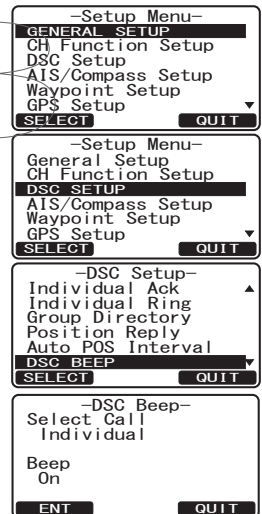 -Setup Menu-
GENERAL SETUP
CH Function Setup
DSC Setup
AIS/Compass Setup
Waypoint Setup
GPS Setup
SELECT QUIT
-Setup Menu-
General Setup
CH Function Setup
DSC SETUP
AIS/Compass Setup
Waypoint Setup
GPS Setup
SELECT QUIT
-DSC Setup-
Individual Ack
Individual Ring
Group Directory
Position Reply
Auto POS Interval
DSC BEEP
SELECT QUIT
-DSC Beep-
Select Call
Individual
Beep
On
ENT QUIT